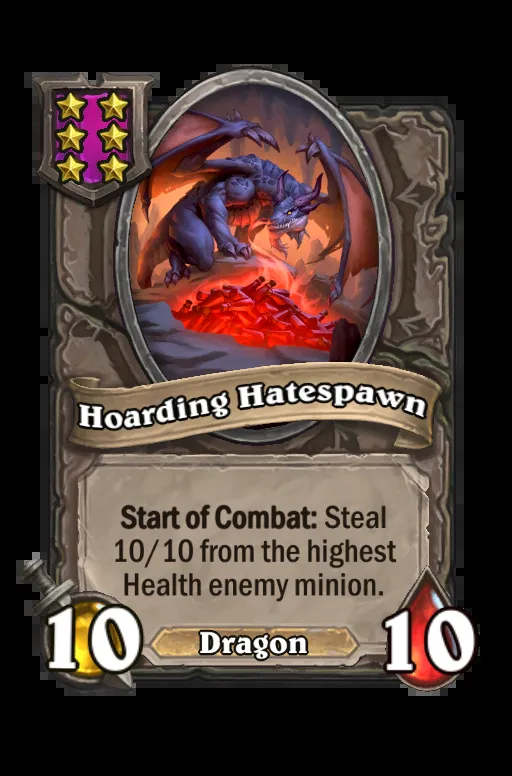 Hoarding Hatespawn
Start of Combat: Steal
10/10 from the highest
Health enemy minion.
10
Dragon
10